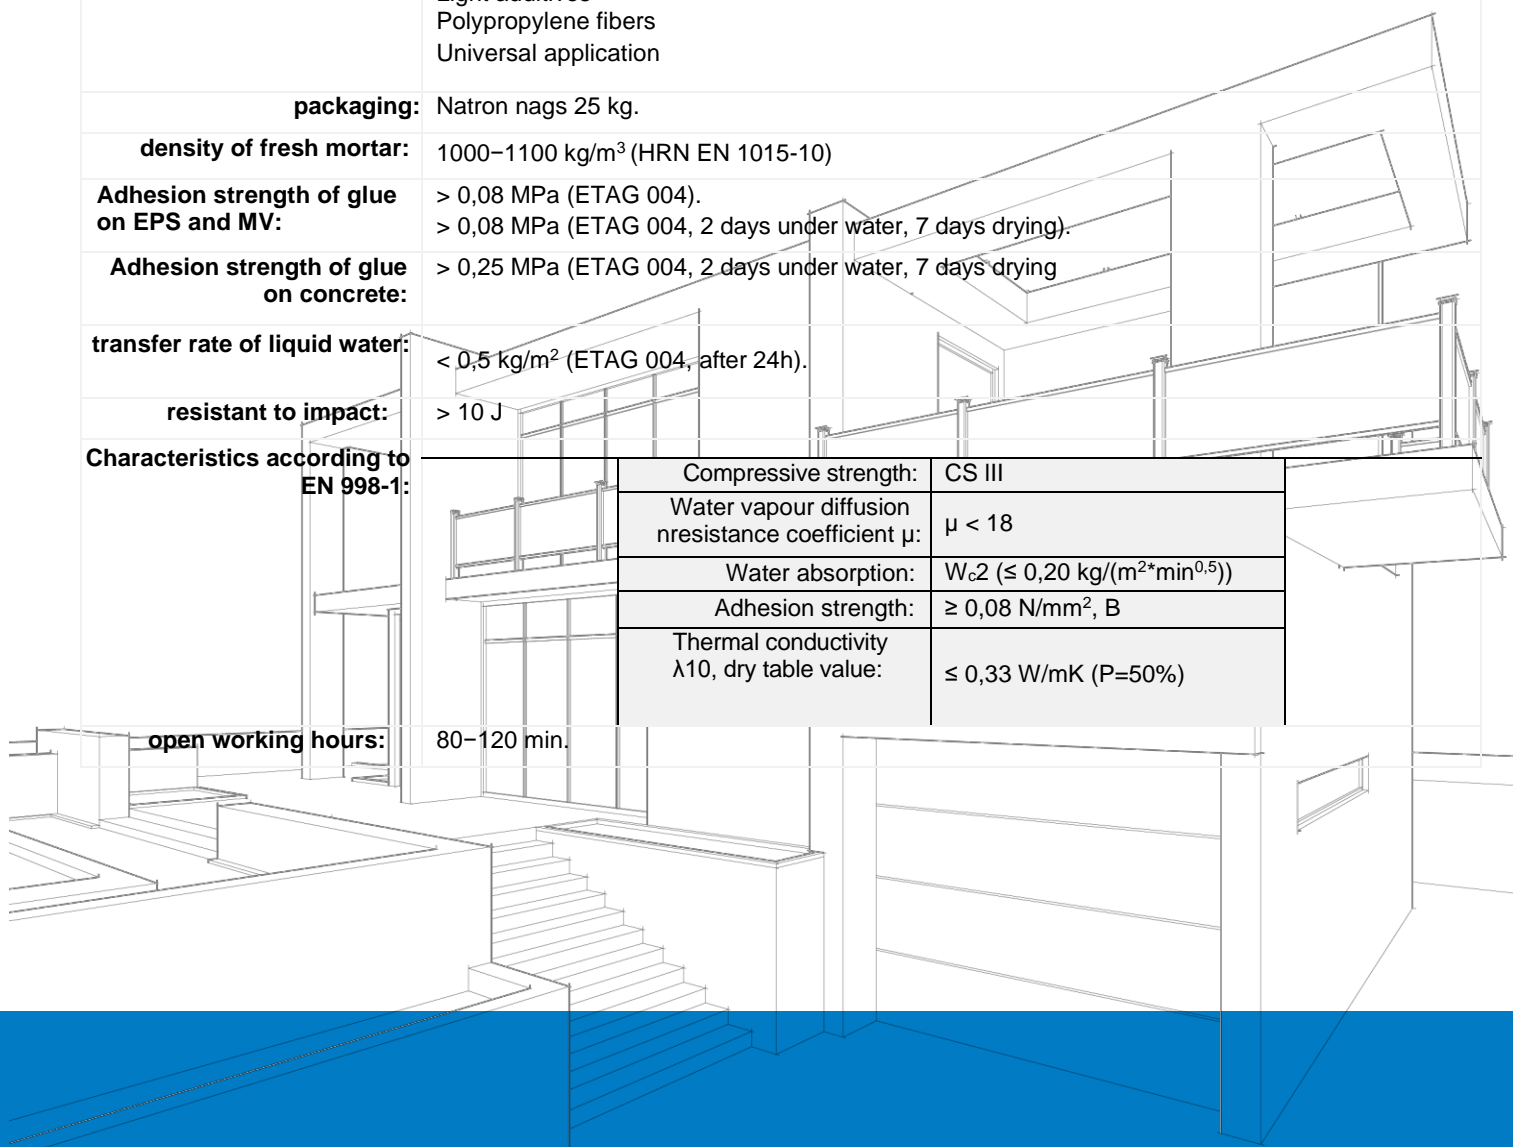 Light additives
Polypropylene fibers
Universal application
packaging: Natron nags 25 kg.
density of fresh mortar: 1000−1100 kg/m³ (HRN EN 1015-10)
Adhesion strength of glue
on EPS and MV:
> 0,08 MPa (ETAG 004).
> 0,08 MPa (ETAG 004, 2 days under water, 7 days drying).
Adhesion strength of glue
on concrete:
> 0,25 MPa (ETAG 004, 2 days under water, 7 days drying
transfer rate of liquid water:
< 0,5 kg/m² (ETAG 004, after 24h).
resistant to impact: > 10 J
Characteristics according to
EN 998-1:
Compressive strength: CS III
Water vapour diffusion
nresistance coefficient μ:
μ < 18
Water absorption: Wc2 (≤ 0,20 kg/(m²*min⁰,⁵))
Adhesion strength: ≥ 0,08 N/mm², B
Thermal conductivity
λ10, dry table value:
≤ 0,33 W/mK (P=50%)
open working hours: 80−120 min.